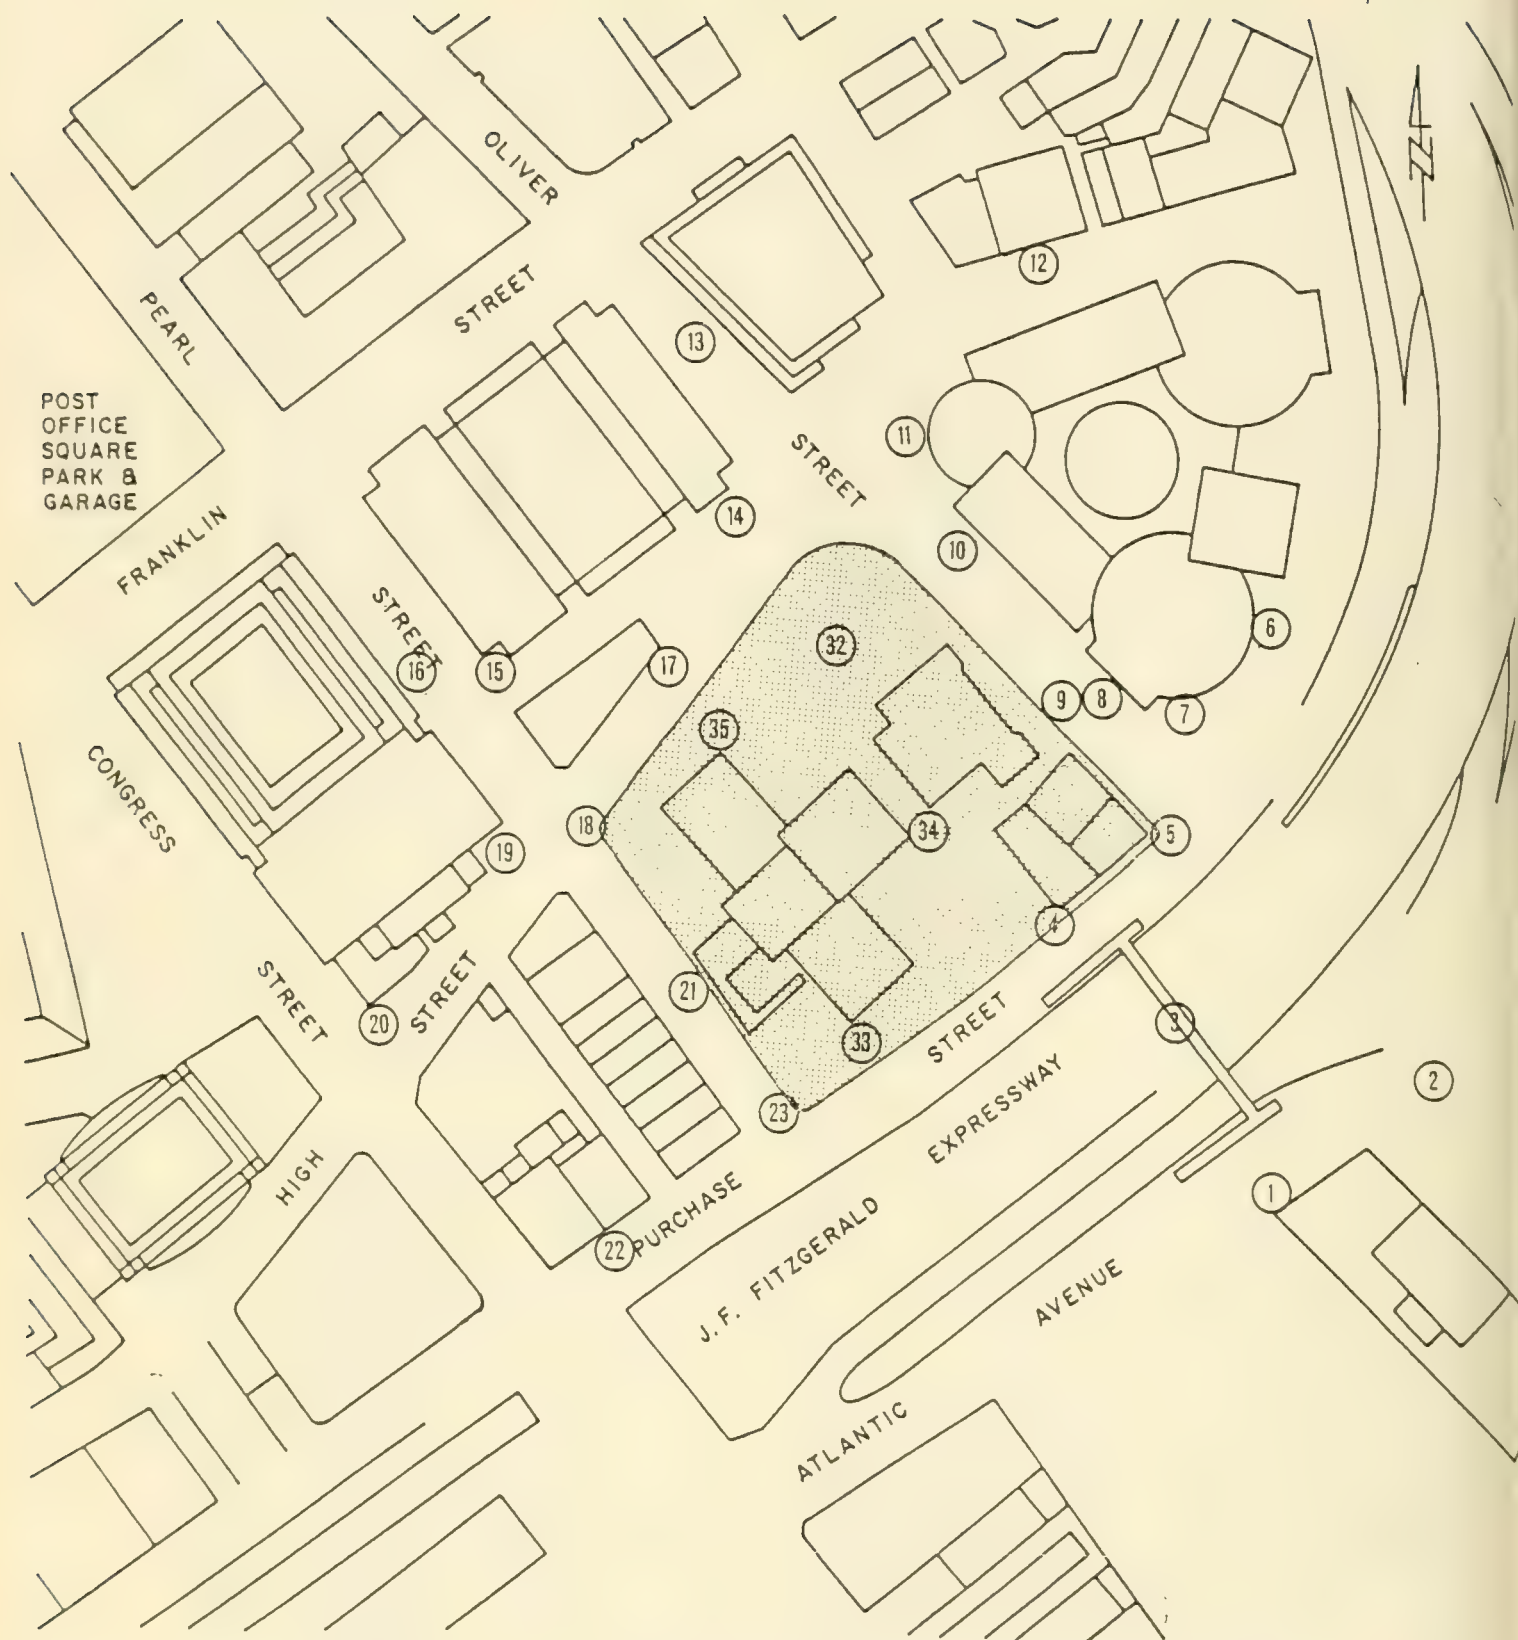 OLIVER
STREET
N
PEARL
12
13
POST
OFFICE
SQUARE
PARK &
GARAGE
11
STREET
14
FRANKLIN
10
STREET
32
6
16
15
17
9
8
7
35
CONGRESS
18
34
5
19
4
STREET
STREET
21
20
33
STREET
3
2
23
EXPRESSWAY
HIGH
1
PURCHASE
22
J. F. FITZGERALD
AVENUE
ATLANTIC